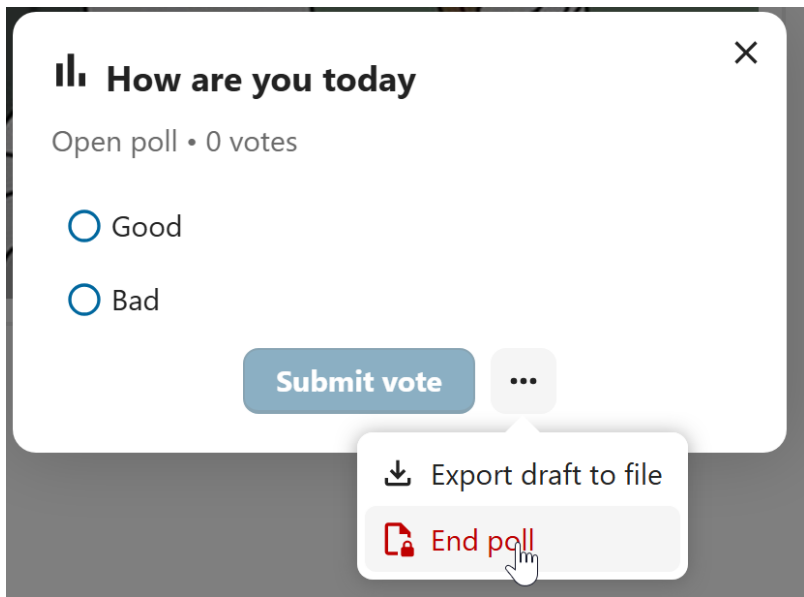 How are you today
Open poll • 0 votes
Good
Bad
Submit vote
Export draft to file
End poll